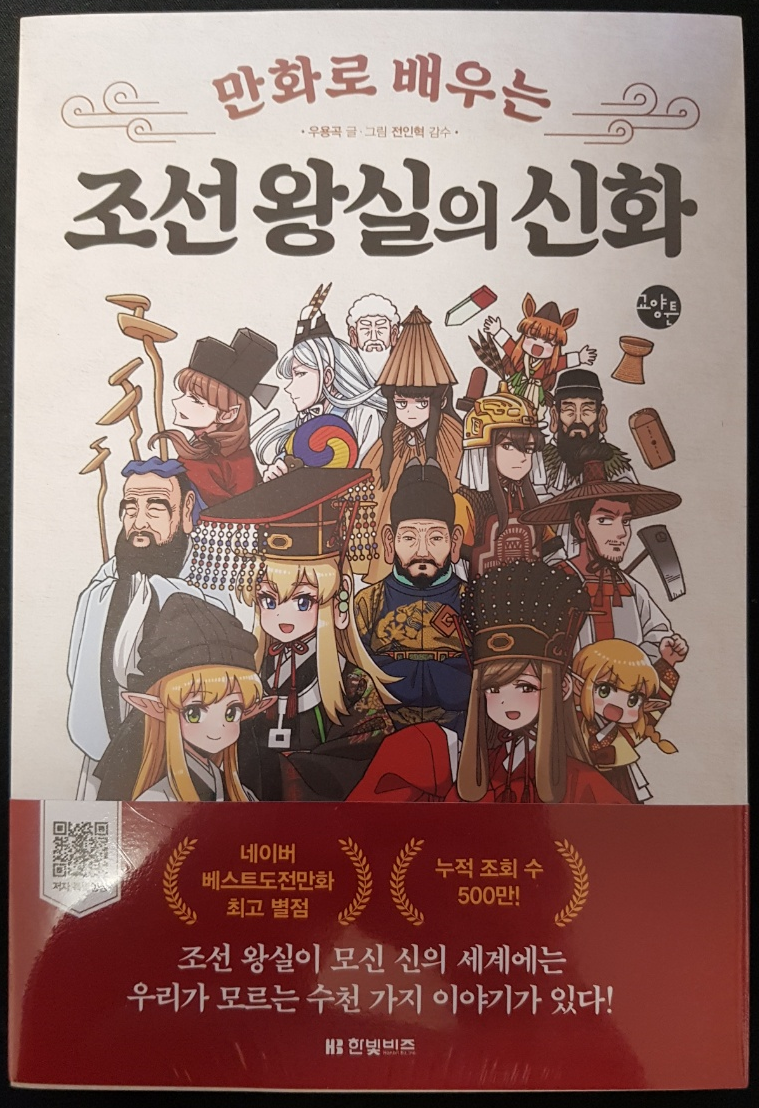 만화로 배우는
• 우용곡 글·그림 전인혁 감수 •
조선 왕실의 신화
교양툰
네이버
베스트도전만화
최고 별점
누적 조회 수
500만!
조선 왕실이 모신 신의 세계에는
우리가 모르는 수천 가지 이야기가 있다!
HB 한빛비즈